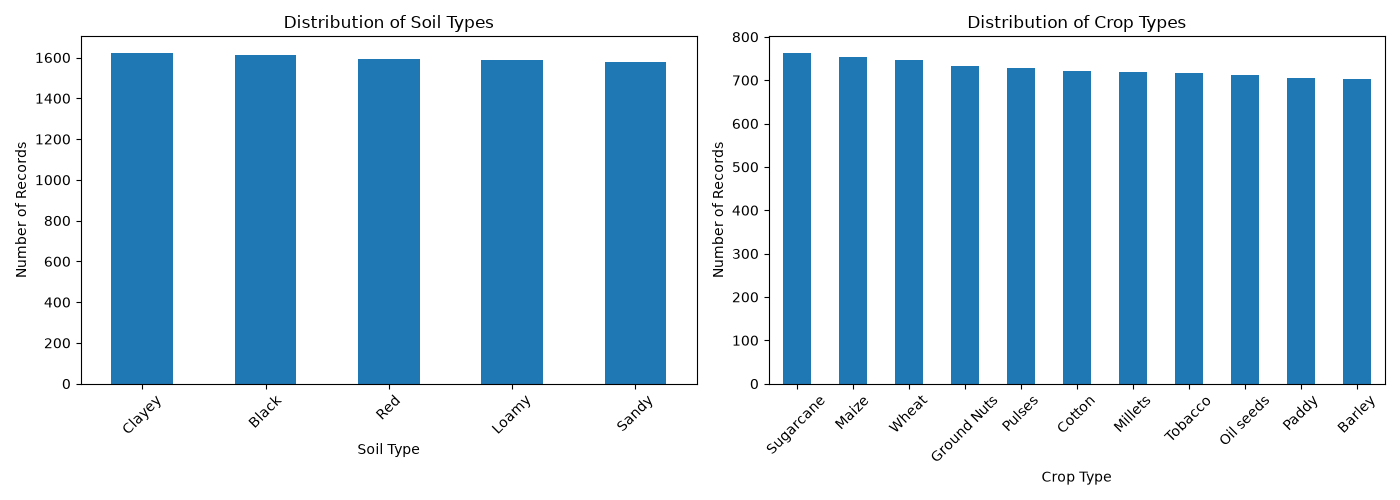 Distribution of Soil Types
Number of Records
1600
1400
1200
1000
800
600
400
200
0
Clayey
Black
Red
Loamy
Sandy
Soil Type
Distribution of Crop Types
Number of Records
800
700
600
500
400
300
200
100
0
Sugarcane
Maize
Wheat
Ground Nuts
Pulses
Cotton
Millets
Tobacco
Oil seeds
Paddy
Barley
Crop Type